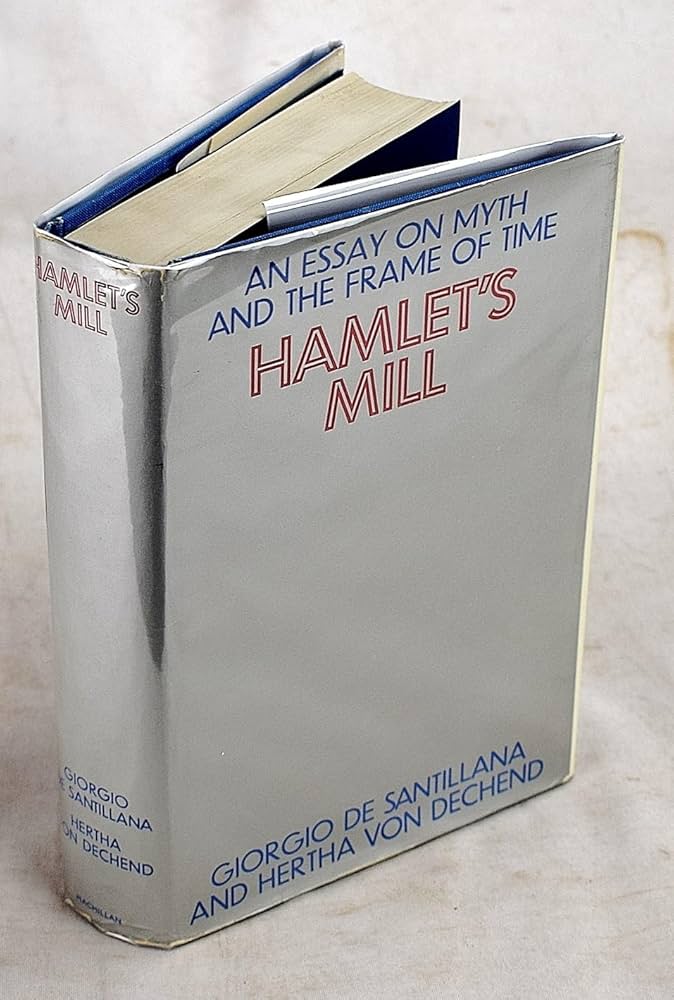 HAMLET'S
MILL
GIORGIO
DE SANTILLANA
HERTHA
VON DECHEND
MACMILLAN
AN ESSAY ON MYTH
AND THE FRAME OF TIME
HAMLET'S
MILL
GIORGIO DE SANTILLANA
AND HERTHA VON DECHEND